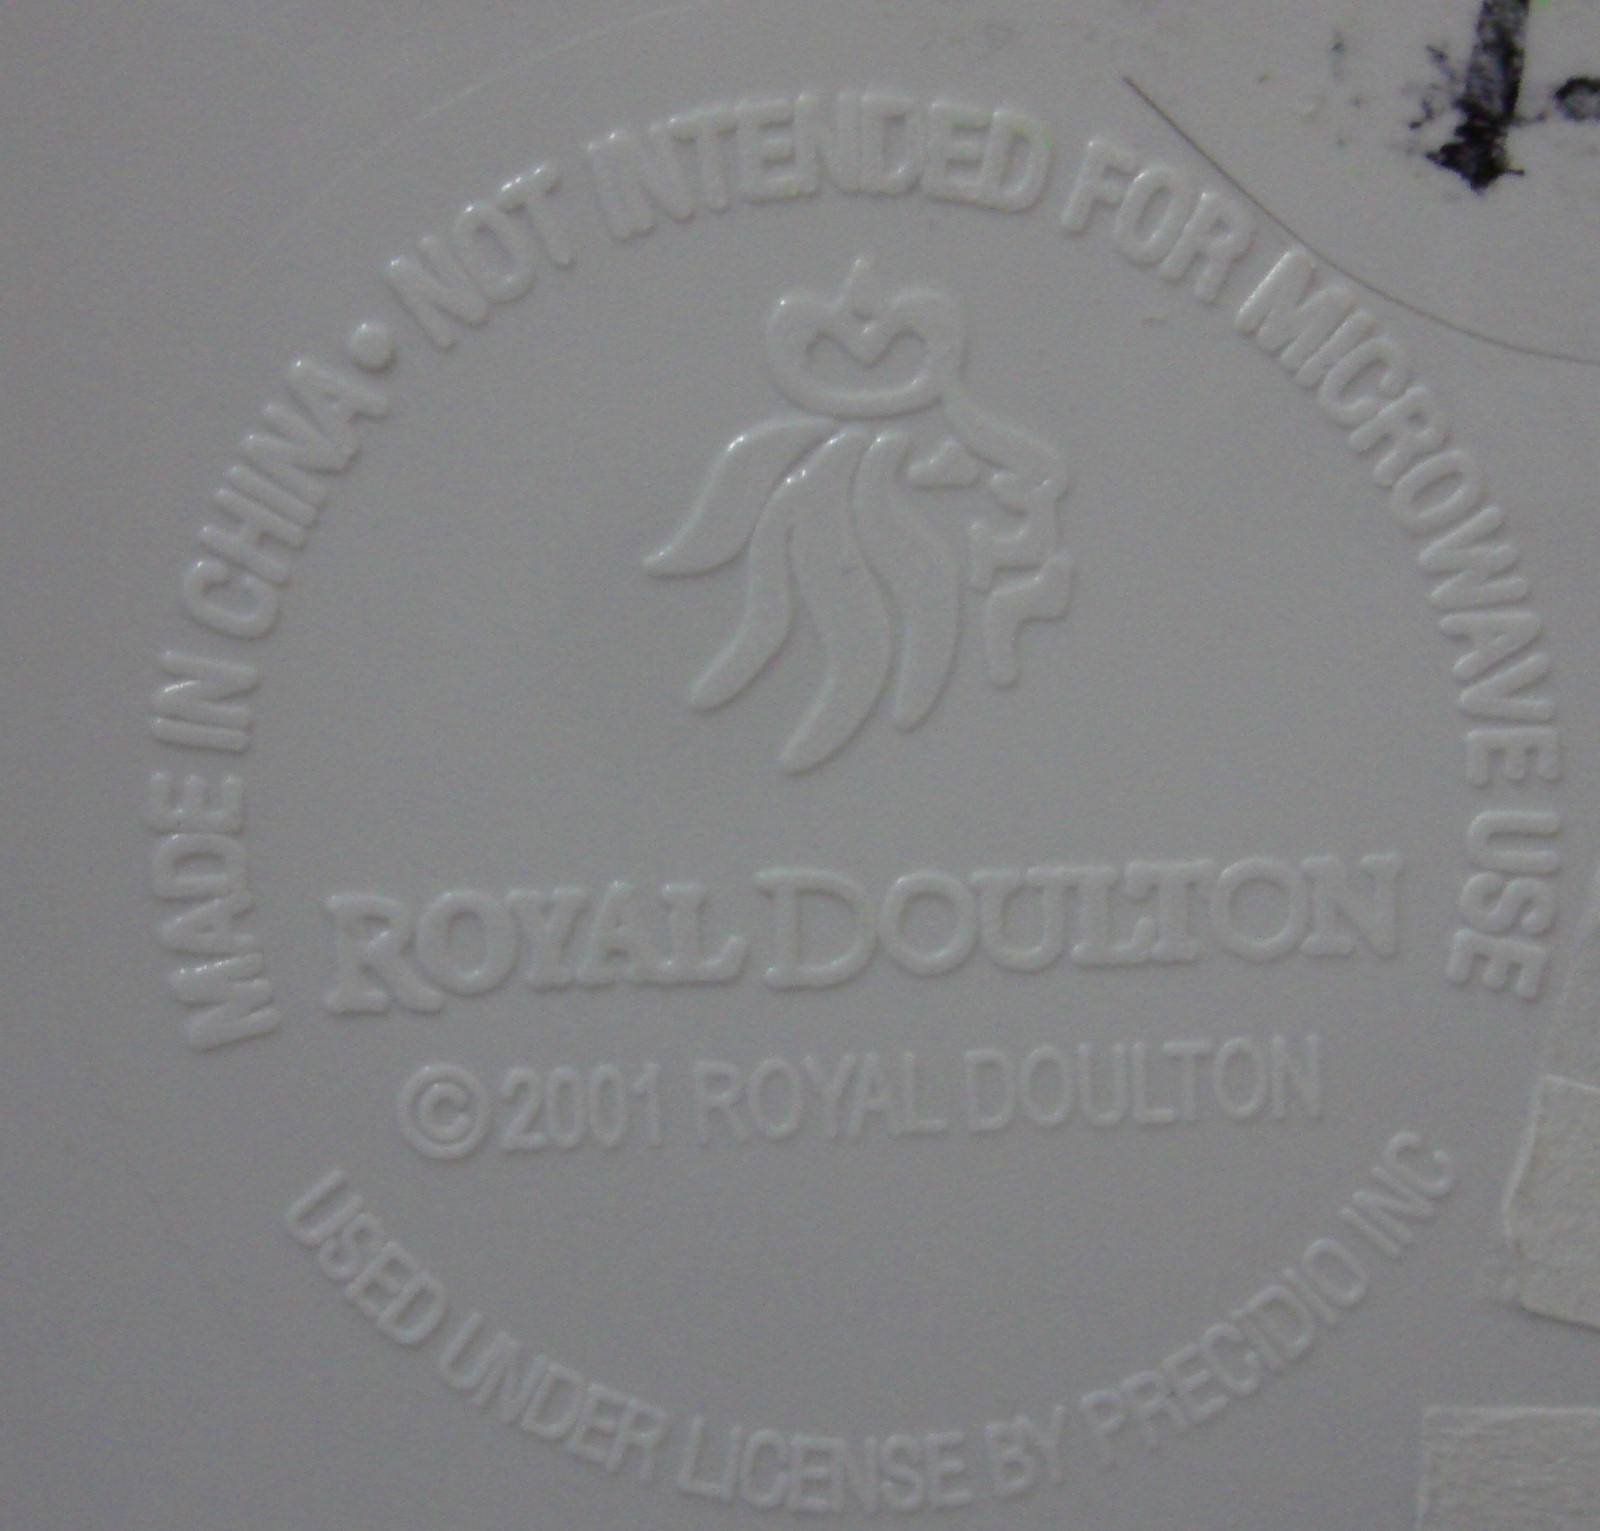 MADE IN CHINA • NOT INTENDED FOR MICROWAVE USE
ROYAL DOULTON
©2001 ROYAL DOULTON
USED UNDER LICENSE BY PRECIDIO INC